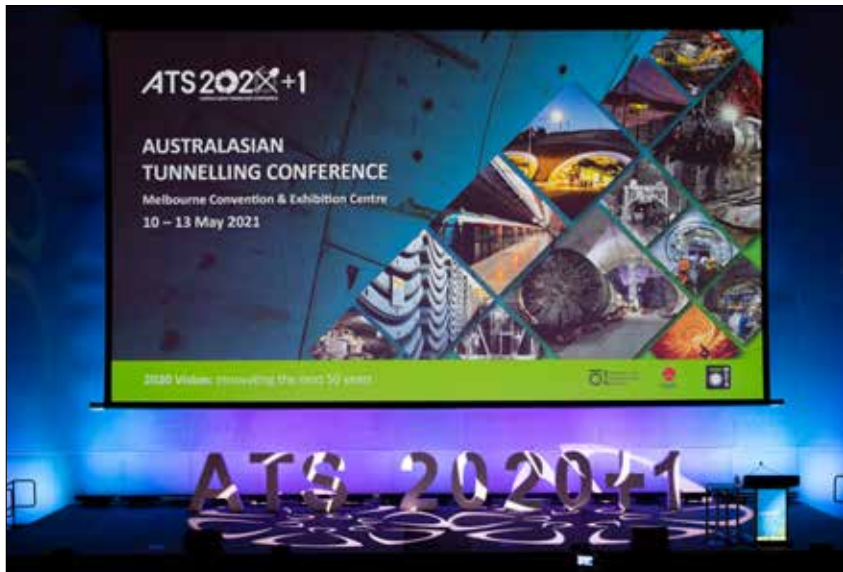 ATS 202X+1
AUSTRALASIAN
TUNNELLING CONFERENCE
Melbourne Convention & Exhibition Centre
10 – 13 May 2021
2020 Vision: Innovating the next 50 years
ATS 2020+1